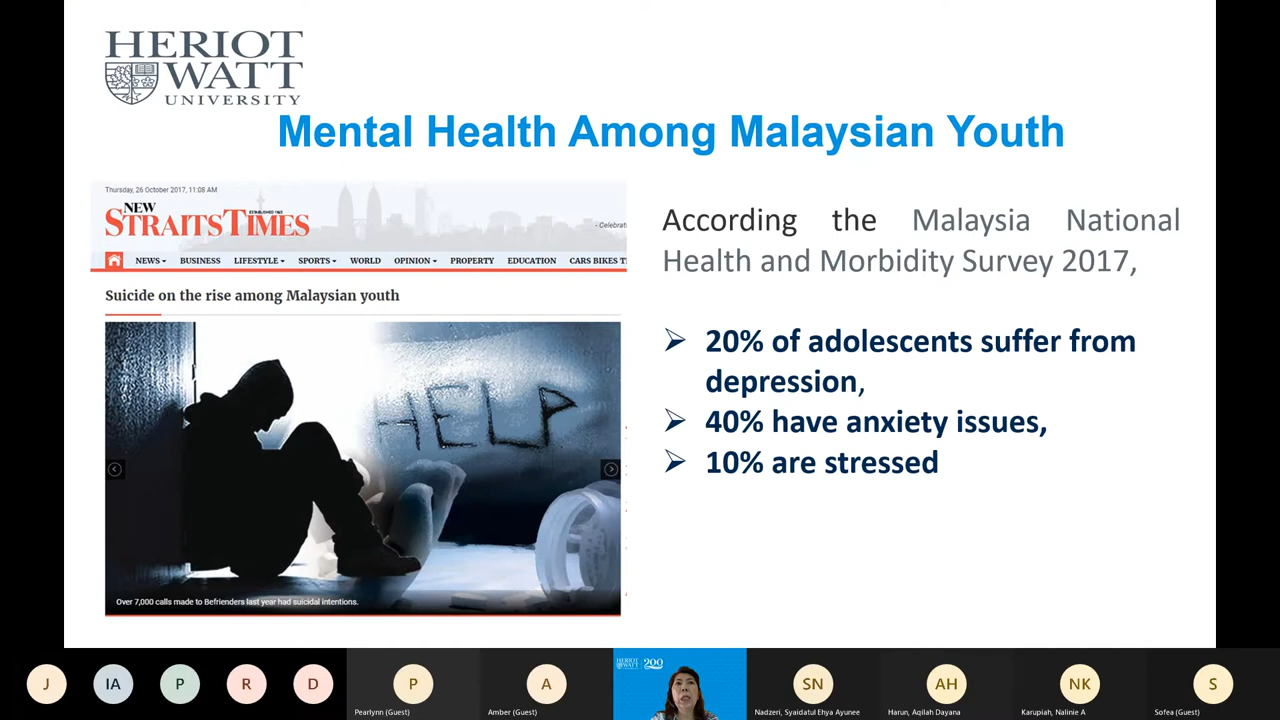 HERIOT
WATT
UNIVERSITY
Mental Health Among Malaysian Youth
Thursday, 26 October 2017, 11:08 AM
NEW
STRAITS TIMES
- Celebrati
NEWS
BUSINESS
LIFESTYLE
SPORTS
WORLD
OPINION
PROPERTY
EDUCATION
CARS BIKES T
Suicide on the rise among Malaysian youth
HELP
Over 7,000 calls made to Befrienders last year had suicidal intentions.
According the Malaysia National
Health and Morbidity Survey 2017,
20% of adolescents suffer from
depression,
40% have anxiety issues,
10% are stressed
J
IA
P
R
D
P
Pearlynn (Guest)
A
Amber (Guest)
HERIOT
WATT
200
SN
Nadzeri, Syaidatul Ehya Ayunee
AH
Harun, Aqilah Dayana
NK
Karupiah, Nalinie A
S
Sofea (Guest)